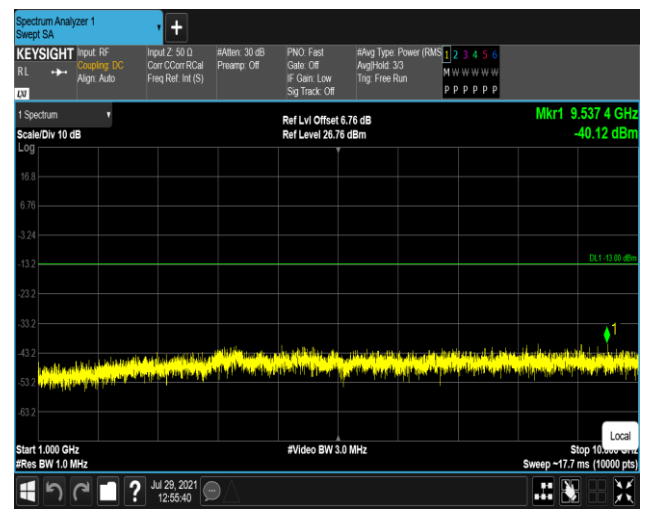 Spectrum Analyzer 1
Swept SA
+
KEYSIGHT
RL
LXI
Input: RF
Coupling: DC
Align: Auto
Input Z: 50 Ω
Corr CCorr RCal
Freq Ref: Int (S)
#Atten: 30 dB
Preamp: Off
PNO: Fast
Gate: Off
IF Gain: Low
Sig Track: Off
#Avg Type: Power (RMS
Avg|Hold: 3/3
Trig: Free Run
1 2 3 4 5 6
M W W W W W
P P P P P P
1 Spectrum
Scale/Div 10 dB
Log
Ref Lvl Offset 6.76 dB
Ref Level 26.76 dBm
Mkr1 9.537 4 GHz
-40.12 dBm
16.8
6.76
-3.24
-13.2
DL1 -13.00 dBm
-23.2
-33.2
1
-43.2
-53.2
-63.2
Local
Start 1.000 GHz
#Res BW 1.0 MHz
#Video BW 3.0 MHz
Stop 10.000 GHz
Sweep ~17.7 ms (10000 pts)
?
Jul 29, 2021
12:55:40